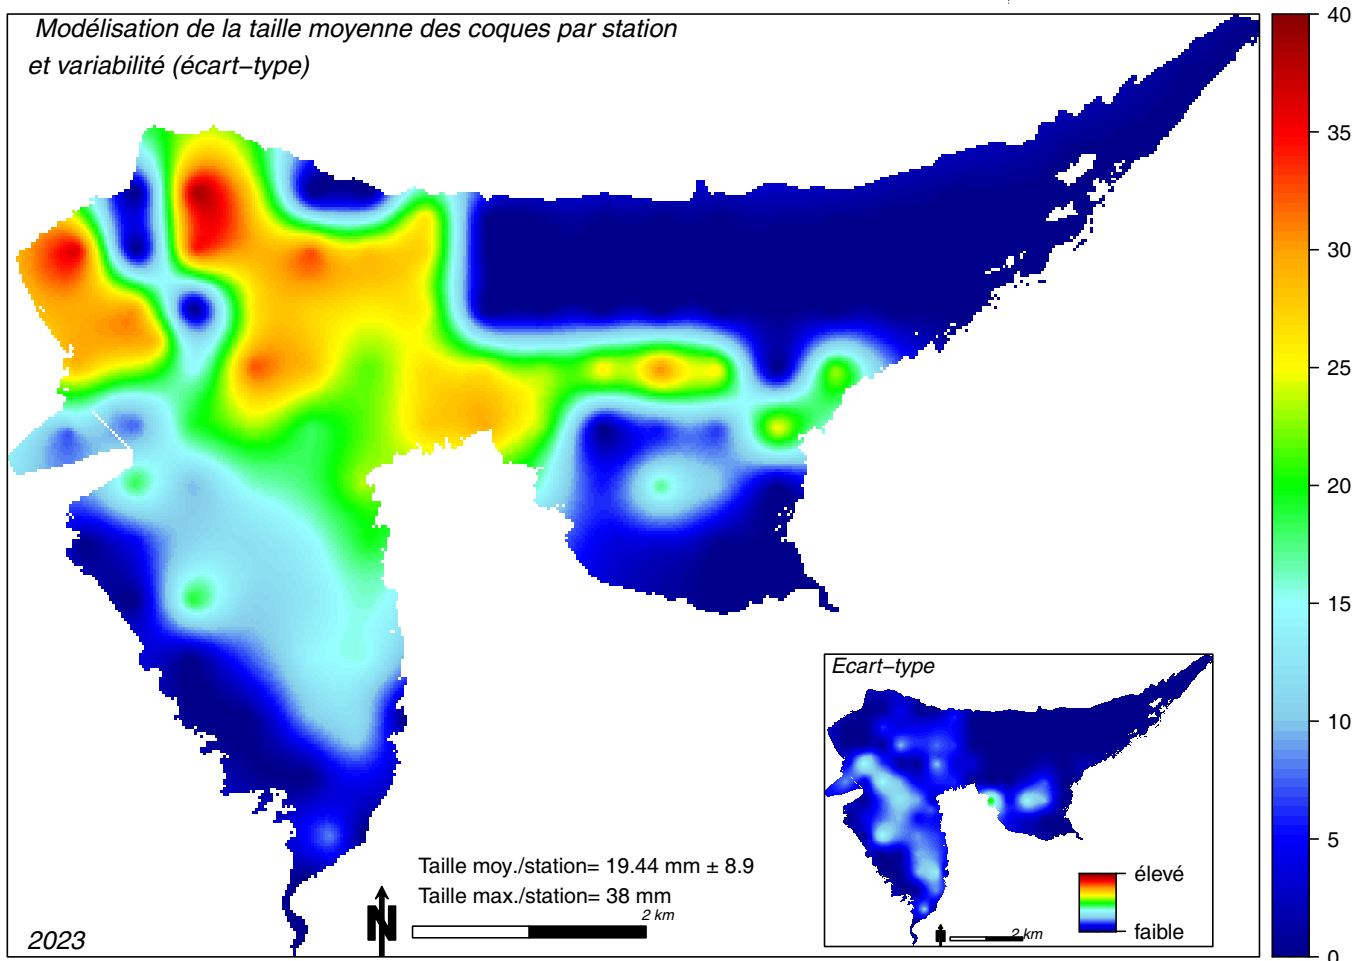 Modélisation de la taille moyenne des coques par station
et variabilité (écart−type)
40
35
30
25
20
15
10
5
0
Ecart−type
élevé
faible
2 km
N
Taille moy./station= 19.44 mm ± 8.9
Taille max./station= 38 mm
2 km
N
2023